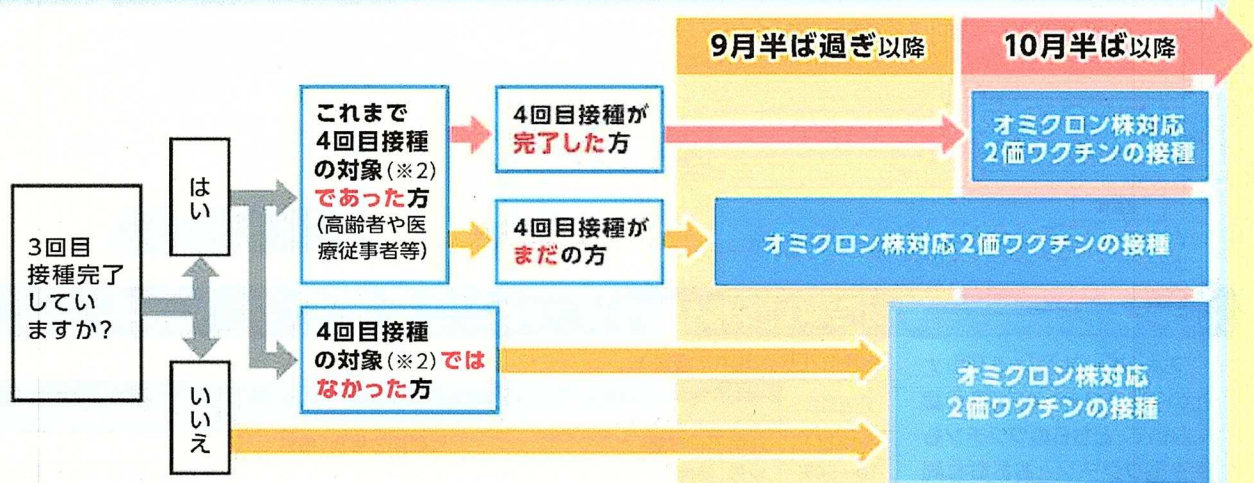 9月半ば過ぎ以降
10月半ば以降
3回目
接種完了
してい
ますか?
はい
いいえ
これまで
4回目接種
の対象(※2)
であった方
(高齢者や医
療従事者等)
4回目接種が
完了した方
4回目接種が
まだの方
4回目接種
の対象(※2)では
なかった方
オミクロン株対応
2価ワクチンの接種
オミクロン株対応2価ワクチンの接種
オミクロン株対応
2価ワクチンの接種